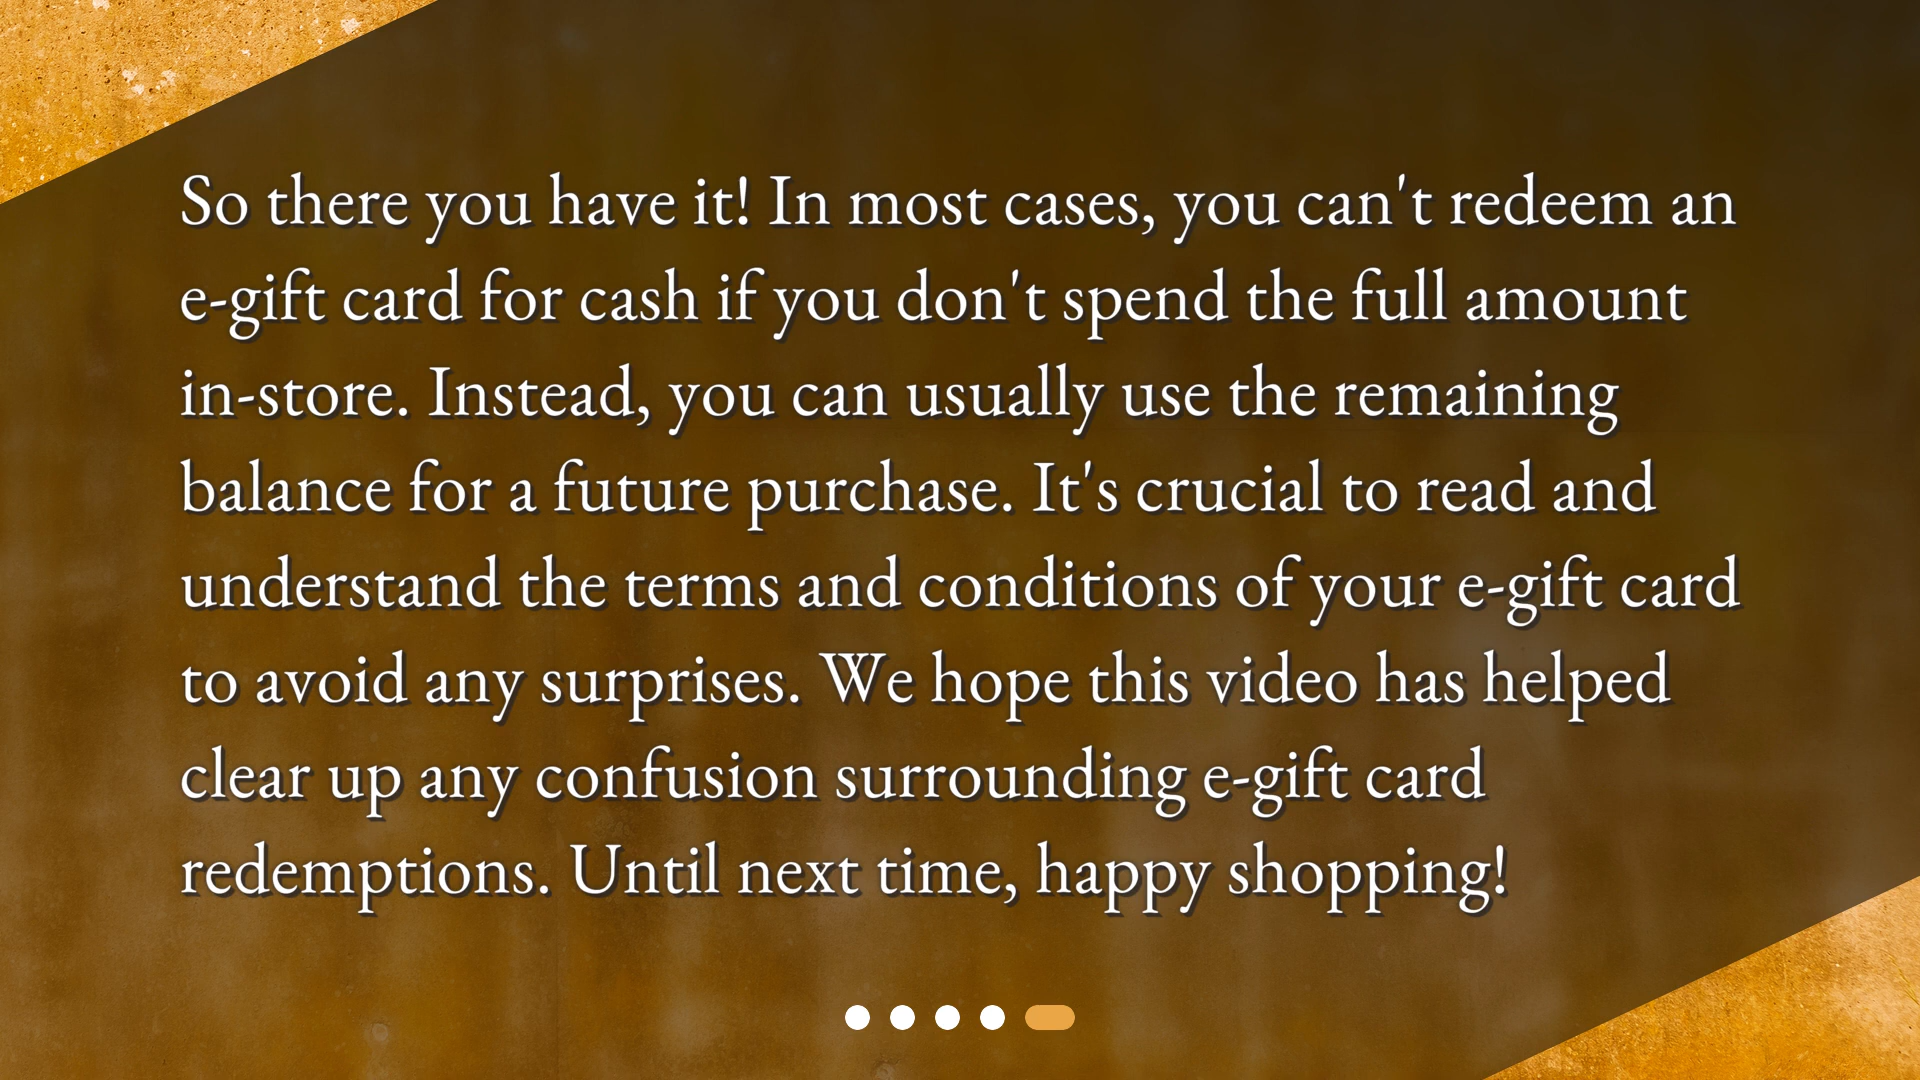 So there you have it! In most cases, you can't redeem an
e-gift card for cash if you don't spend the full amount
in-store. Instead, you can usually use the remaining
balance for a future purchase. It's crucial to read and
understand the terms and conditions of your e-gift card
to avoid any surprises. We hope this video has helped
clear up any confusion surrounding e-gift card
redemptions. Until next time, happy shopping!